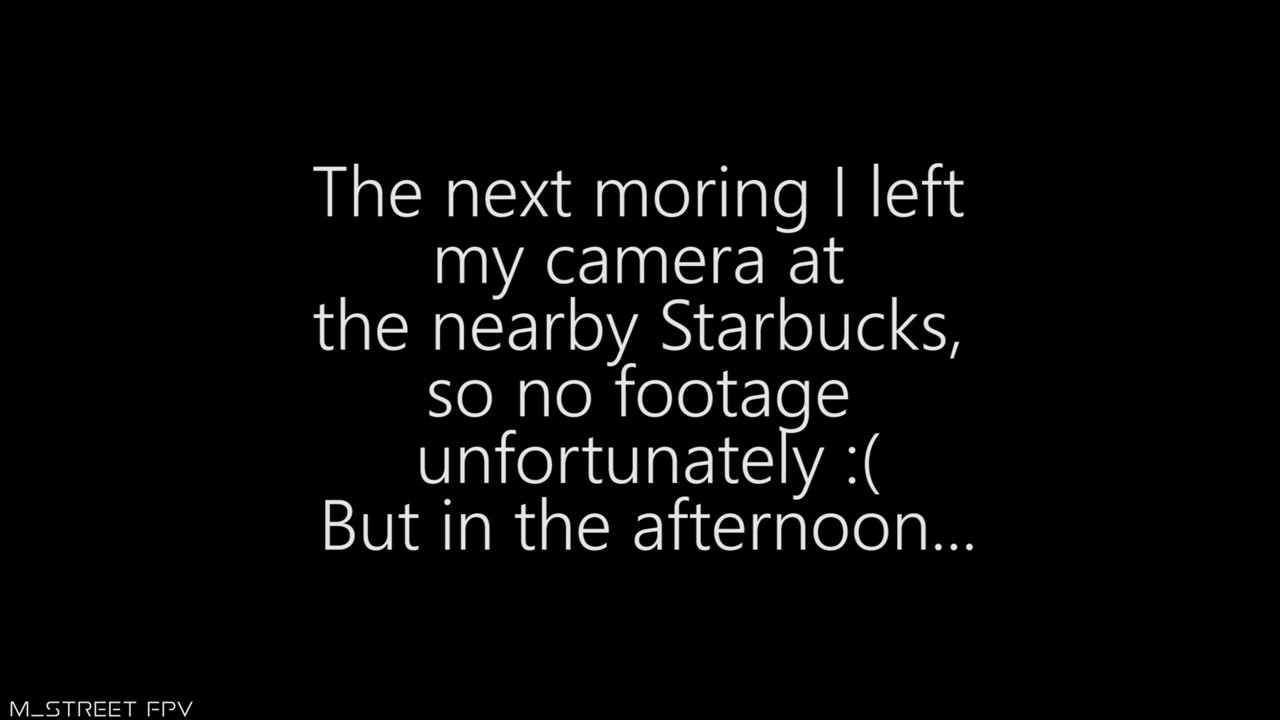 The next moring I left
my camera at
the nearby Starbucks,
so no footage
unfortunately :(
But in the afternoon...
M_STREET FPV